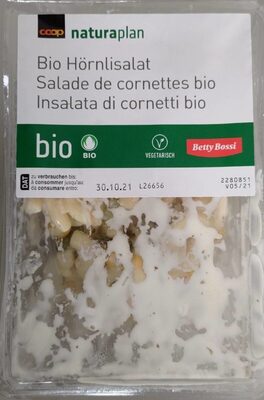 coop naturaplan
Bio Hörnlisalat
Salade de cornettes bio
Insalata di cornetti bio
bio BIO VEGETARISCH Betty Bossi
DAT zu verbrauchen bis:
à consommer jusqu'au
da consumare entro:
30.10.21 L26656
2280851
V05/21